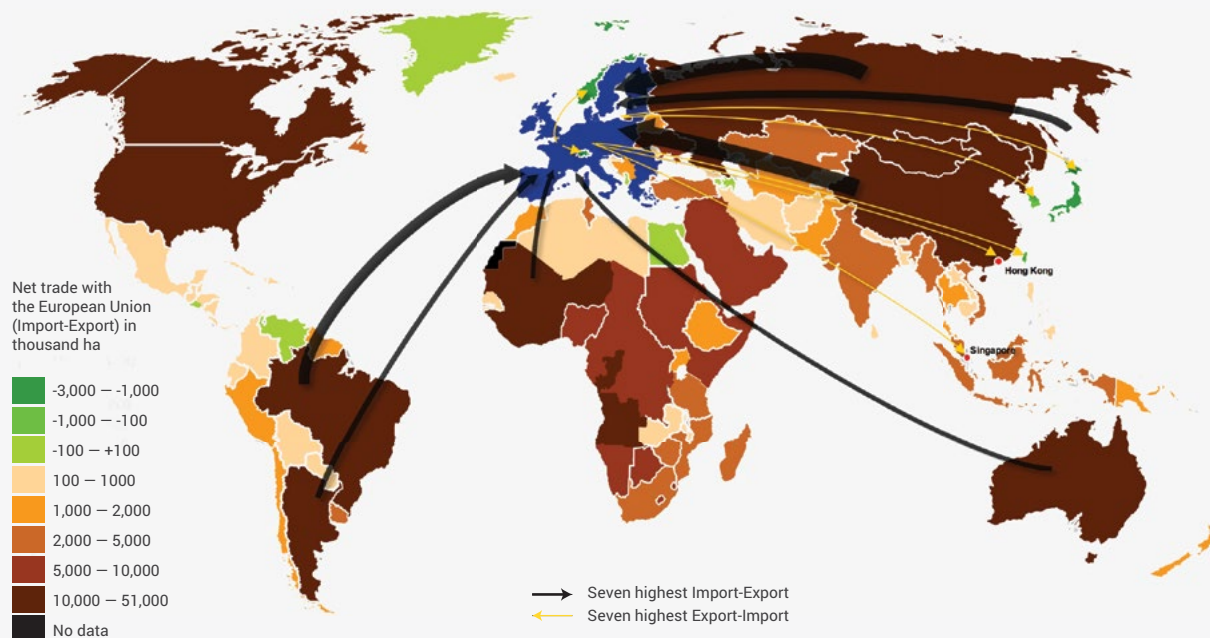 Hong Kong
Singapore
Net trade with
the European Union
(Import-Export) in
thousand ha
-3,000 — -1,000
-1,000 — -100
-100 — +100
100 — 1000
1,000 — 2,000
2,000 — 5,000
5,000 — 10,000
10,000 — 51,000
No data
Seven highest Import-Export
Seven highest Export-Import